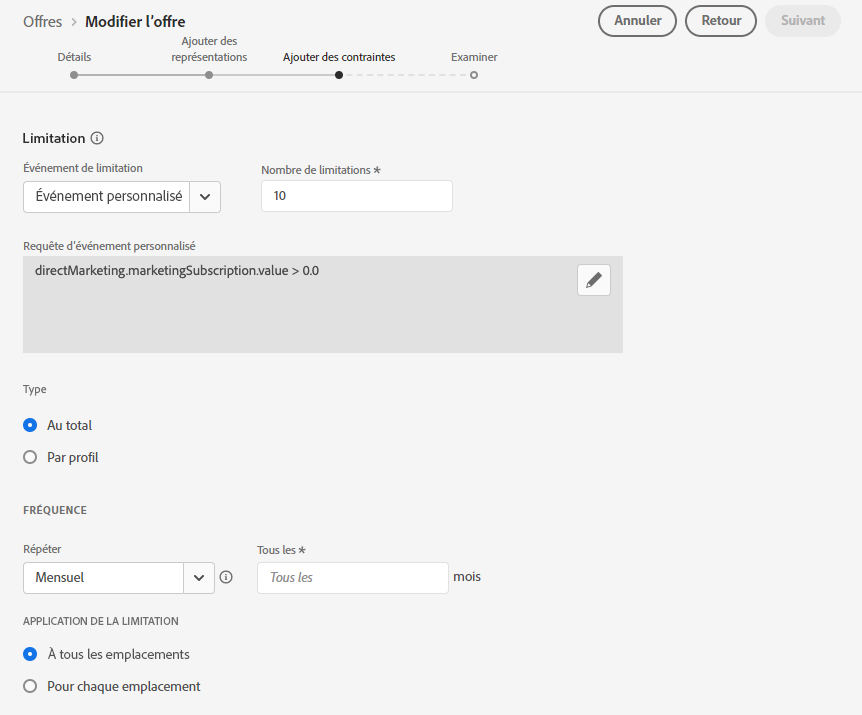 Offres > Modifier l'offre
Annuler
Retour
Suivant
Détails
Ajouter des
représentations
Ajouter des contraintes
Examiner
Limitation
Événement de limitation
Nombre de limitations *
Événement personnalisé
10
Requête d'événement personnalisé
directMarketing.marketingSubscription.value > 0.0
Type
Au total
Par profil
FRÉQUENCE
Répéter
Tous les *
Mensuel
Tous les
mois
APPLICATION DE LA LIMITATION
À tous les emplacements
Pour chaque emplacement